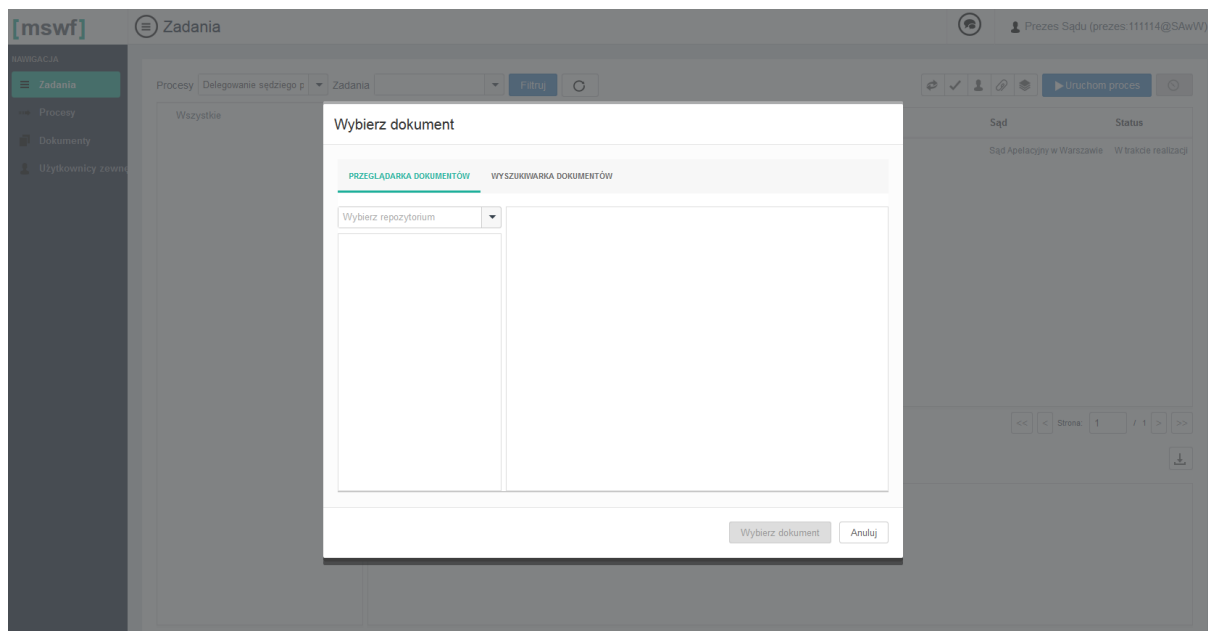 [mswf]
Zadania
Prezes Sądu (prezes:111114@SAwW)
NAWIGACJA
Zadania
Procesy
Dokumenty
Użytkownicy zewnę
Procesy Delegowanie sędziego p Zadania Filtruj Uruchom proces
Wszystkie
Sąd Status
Sąd Apelacyjny w Warszawie W trakcie realizacji
Wybierz dokument
PRZEGLĄDARKA DOKUMENTÓW WYSZUKIWARKA DOKUMENTÓW
Wybierz repozytorium
<< < Strona 1 / 1 > >>
Wybierz dokument Anuluj